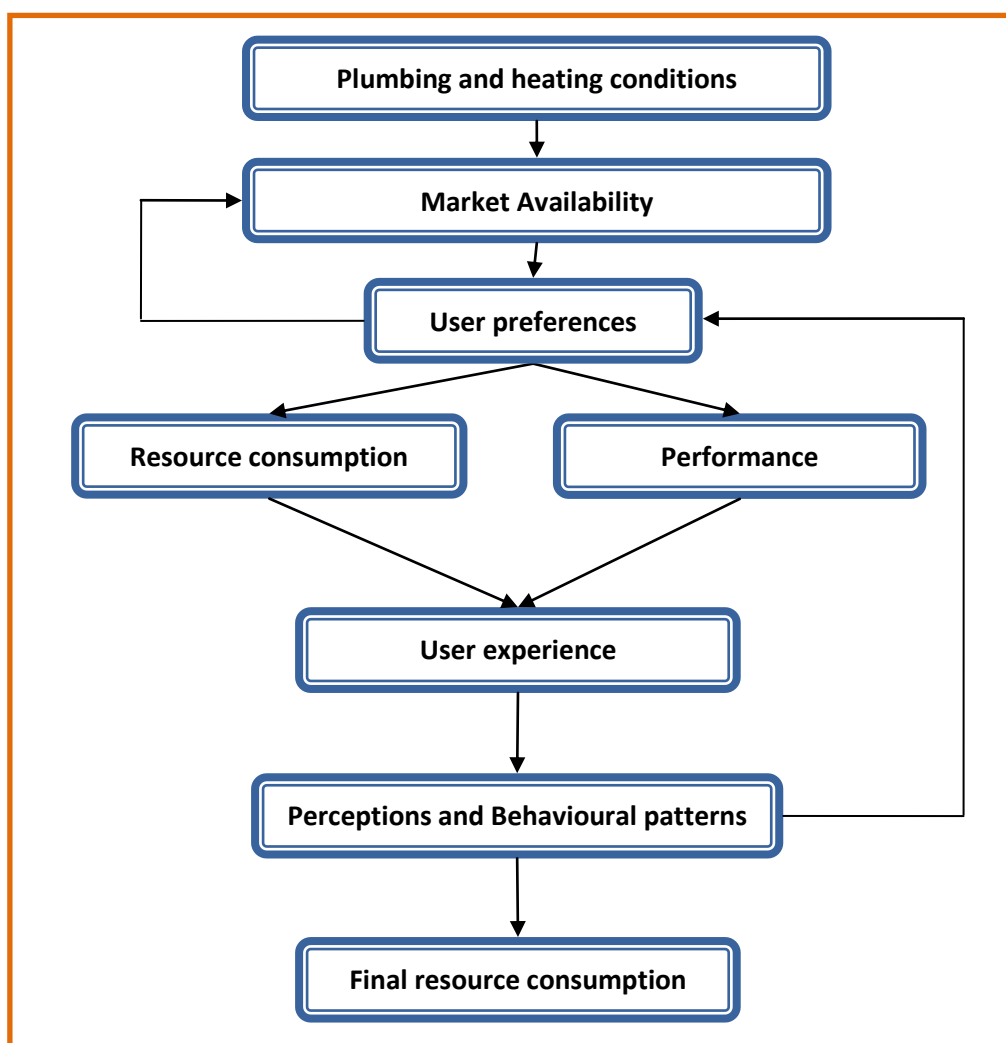 Plumbing and heating conditions
Market Availability
User preferences
Resource consumption
Performance
User experience
Perceptions and Behavioural patterns
Final resource consumption